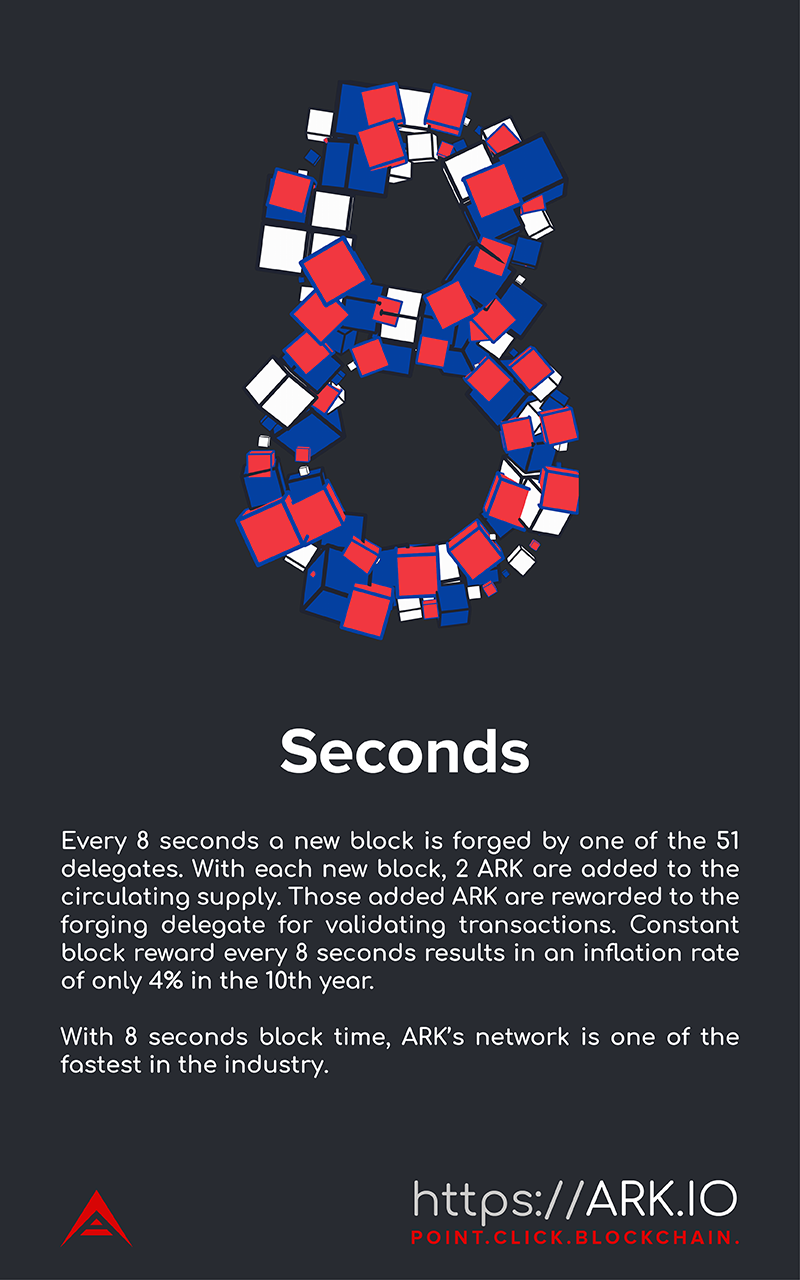 8
Seconds
Every 8 seconds a new block is forged by one of the 51
delegates. With each new block, 2 ARK are added to the
circulating supply. Those added ARK are rewarded to the
forging delegate for validating transactions. Constant
block reward every 8 seconds results in an inflation rate
of only 4% in the 10th year.
With 8 seconds block time, ARK’s network is one of the
fastest in the industry.
https://ARK.IO
POINT.CLICK.BLOCKCHAIN.